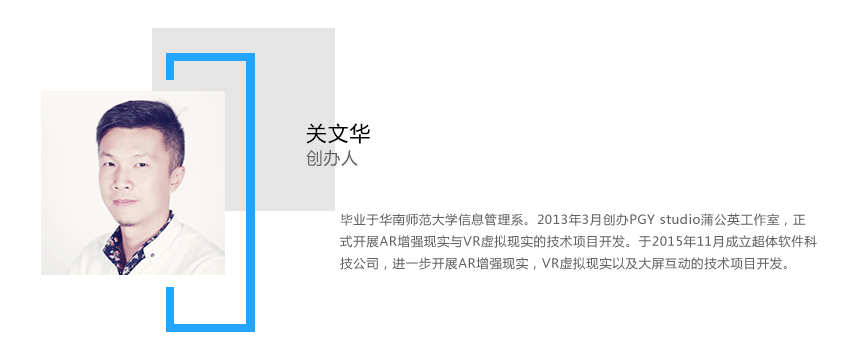 关文华
创办人
毕业于华南师范大学信息管理系。2013年3月创办PGY studio蒲公英工作室，正
式开展AR增强现实与VR虚拟现实的技术项目开发。于2015年11月成立超体软件科
技公司，进一步开展AR增强现实，VR虚拟现实以及大屏互动的技术项目开发。